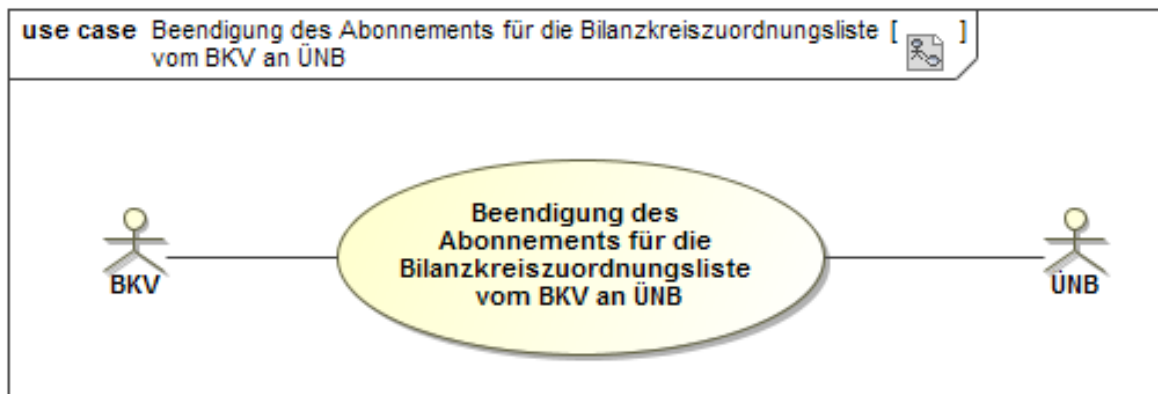 use case Beendigung des Abonnements für die Bilanzkreiszuordnungsliste [ ]
vom BKV an ÜNB
Beendigung des
Abonnements für die
Bilanzkreiszuordnungsliste
vom BKV an ÜNB
BKV
ÜNB